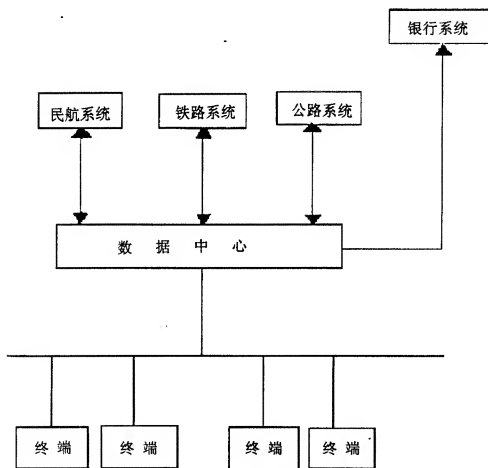 银行系统
民航系统
铁路系统
公路系统
数据中心
终端
终端
终端
终端